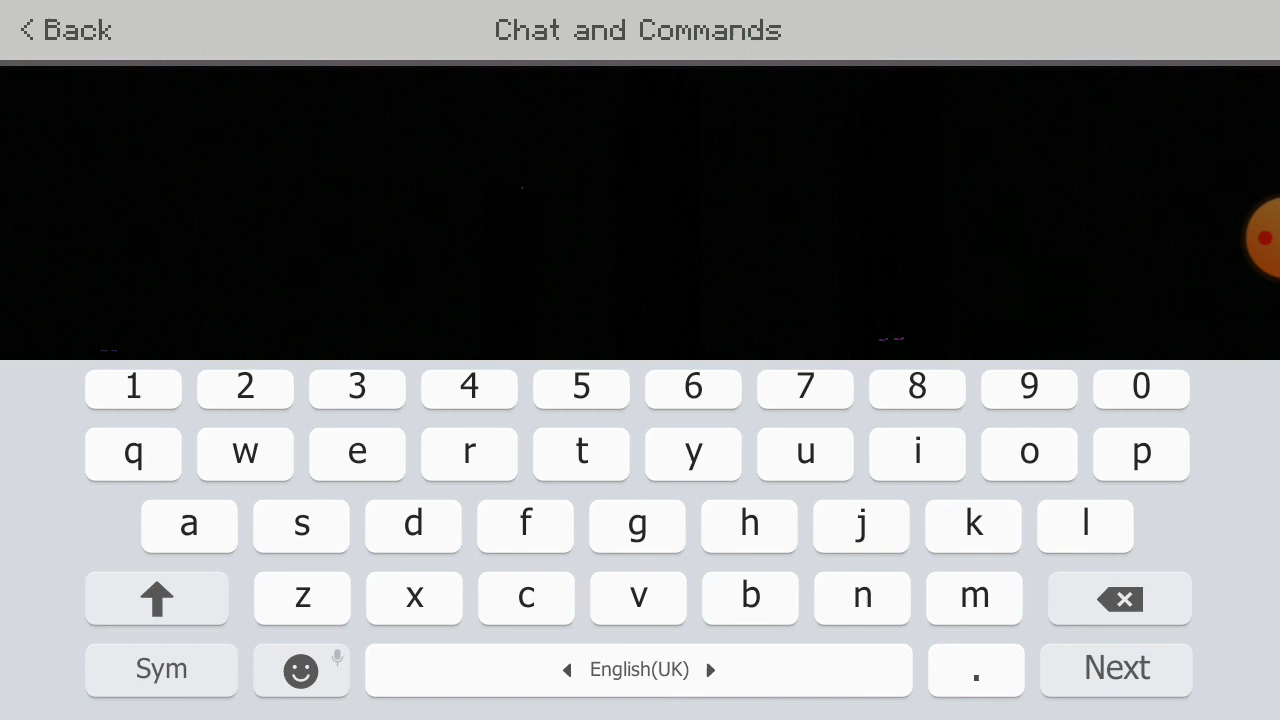 < Back Chat and Commands
1 2 3 4 5 6 7 8 9 0
q w e r t y u i o p
a s d f g h j k l
z x c v b n m
Sym English(UK) . Next